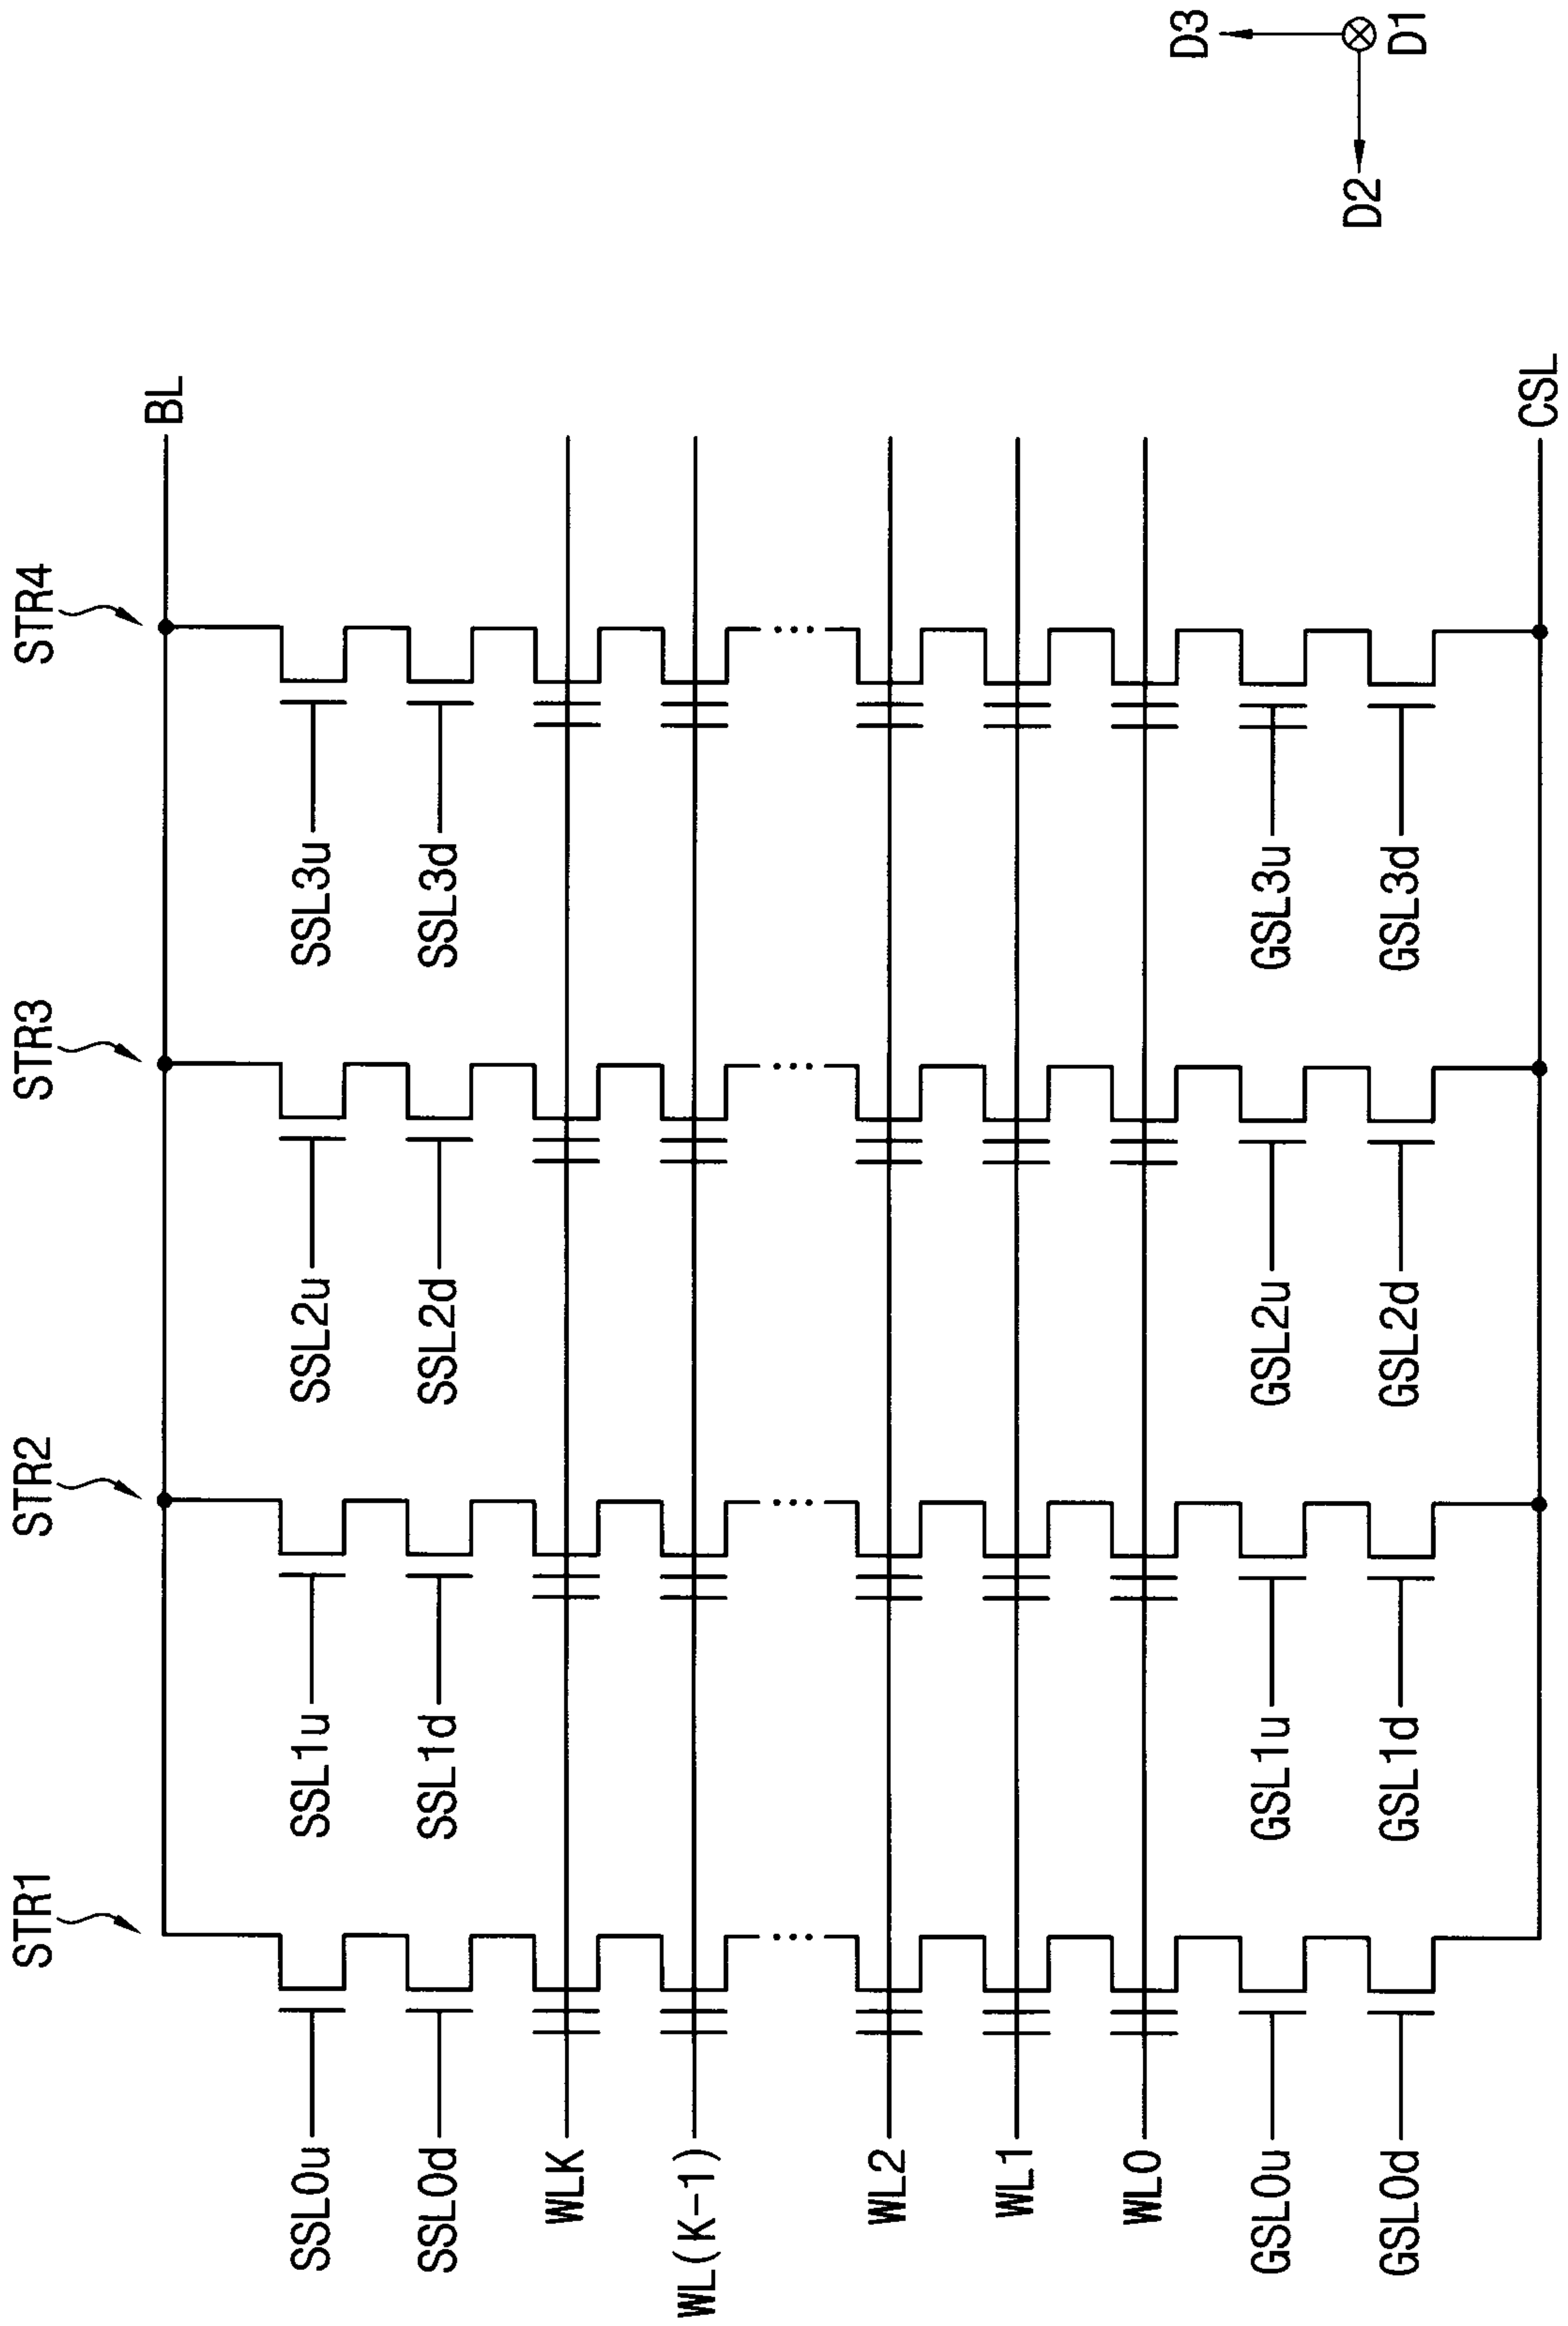 STR1
STR2
STR3
STR4
BL
SSL0u
SSL1u
SSL2u
SSL3u
SSL0d
SSL1d
SSL2d
SSL3d
WLK
WL(K-1)
...
...
...
...
WL2
WL1
WL0
GSL0u
GSL1u
GSL2u
GSL3u
GSL0d
GSL1d
GSL2d
GSL3d
CSL
D3
D2
D1